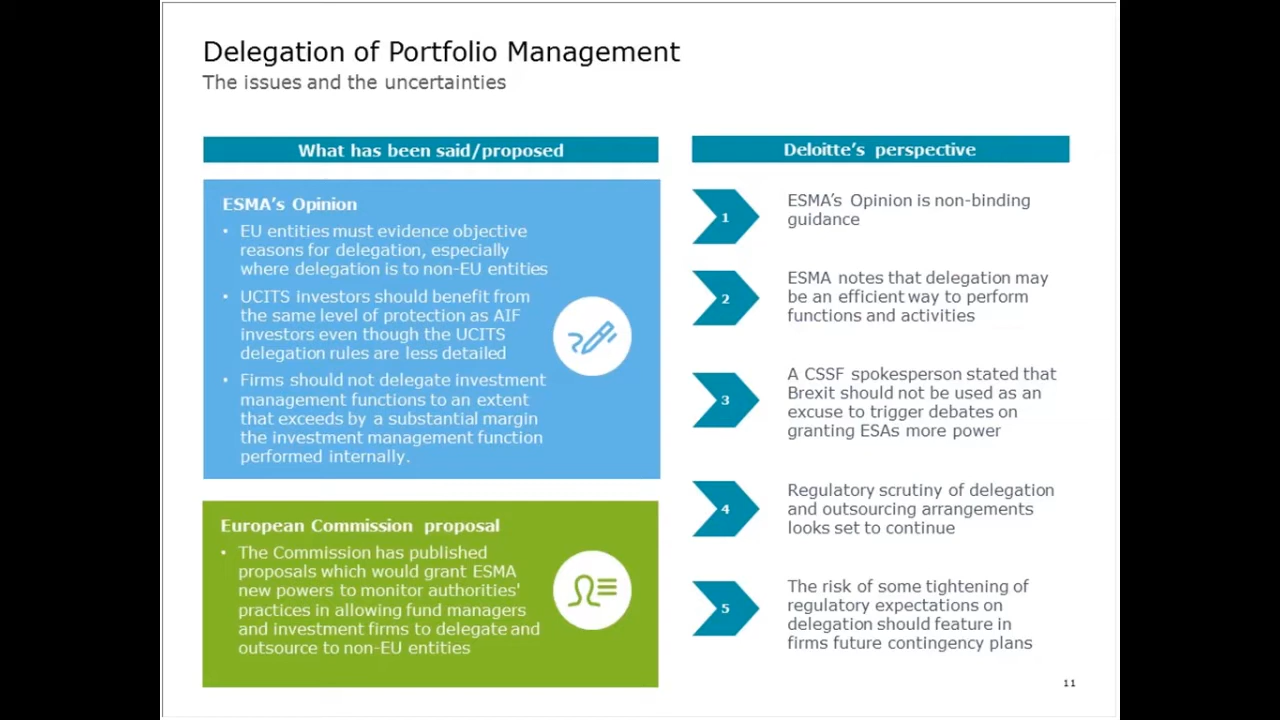 Delegation of Portfolio Management
The issues and the uncertainties
What has been said/proposed
ESMA's Opinion
• EU entities must evidence objective
reasons for delegation, especially
where delegation is to non-EU entities
• UCITS investors should benefit from
the same level of protection as AIF
investors even though the UCITS
delegation rules are less detailed
• Firms should not delegate investment
management functions to an extent
that exceeds by a substantial margin
the investment management function
performed internally.
European Commission proposal
• The Commission has published
proposals which would grant ESMA
new powers to monitor authorities'
practices in allowing fund managers
and investment firms to delegate and
outsource to non-EU entities
Deloitte's perspective
1
ESMA's Opinion is non-binding
guidance
2
ESMA notes that delegation may
be an efficient way to perform
functions and activities
3
A CSSF spokesperson stated that
Brexit should not be used as an
excuse to trigger debates on
granting ESAs more power
4
Regulatory scrutiny of delegation
and outsourcing arrangements
looks set to continue
5
The risk of some tightening of
regulatory expectations on
delegation should feature in
firms future contingency plans
11